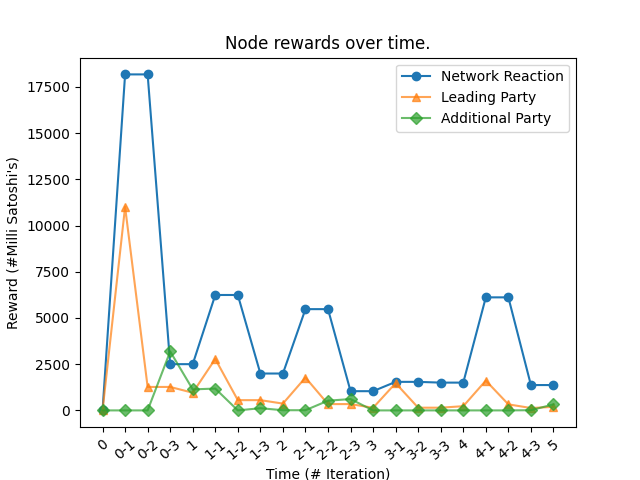 Node rewards over time.
Network Reaction
Leading Party
Additional Party
Reward (#Milli Satoshi's)
17500
15000
12500
10000
7500
5000
2500
0
0 0-1 0-2 0-3 1 1-1 1-2 1-3 2 2-1 2-2 2-3 3 3-1 3-2 3-3 4 4-1 4-2 4-3 5
Time (# Iteration)